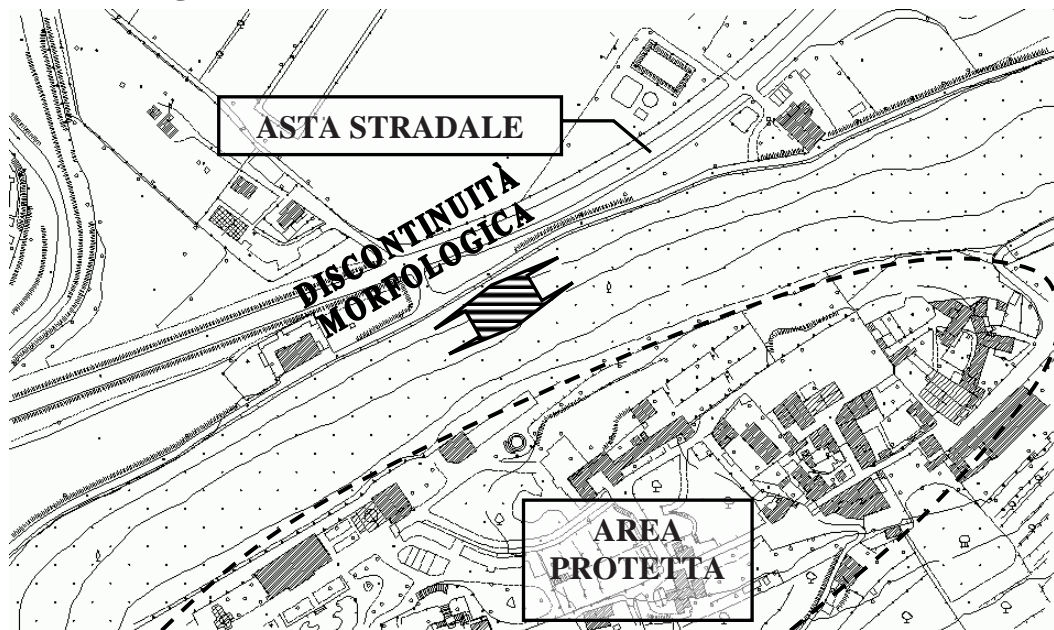 ASTA STRADALE
DISCONTINUITÀ
MORFOLOGICA
AREA
PROTETTA